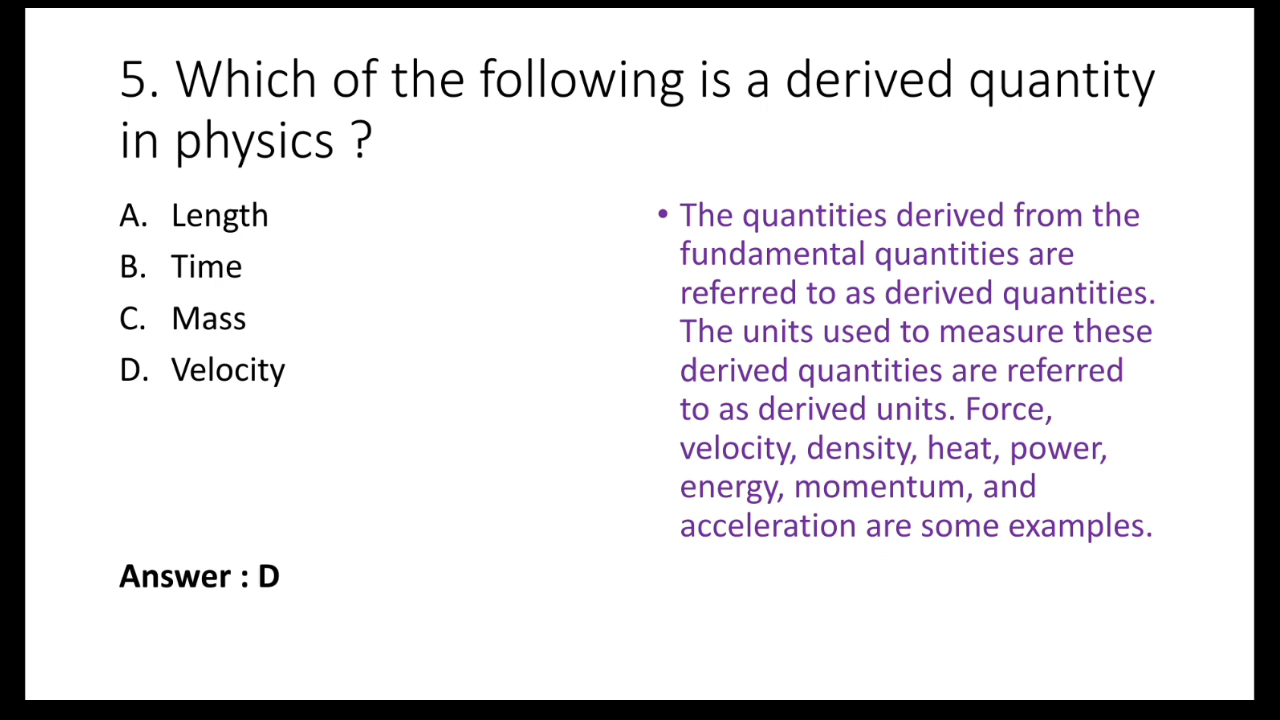 5. Which of the following is a derived quantity
in physics ?
A. Length
B. Time
C. Mass
D. Velocity
Answer : D
• The quantities derived from the
fundamental quantities are
referred to as derived quantities.
The units used to measure these
derived quantities are referred
to as derived units. Force,
velocity, density, heat, power,
energy, momentum, and
acceleration are some examples.